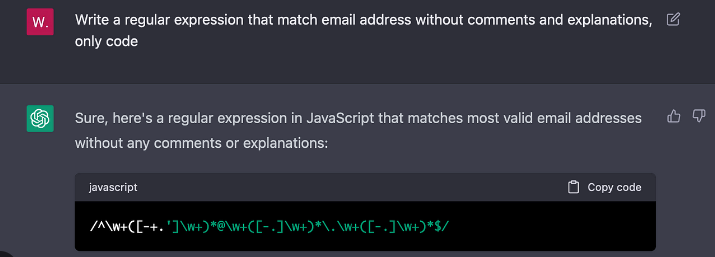 W.
Write a regular expression that match email address without comments and explanations,
only code
Sure, here's a regular expression in JavaScript that matches most valid email addresses
without any comments or explanations:
javascript
Copy code
/^\w+([-+.']\w+)*@\w+([-.]\w+)*\.\w+([-.]\w+)*$/